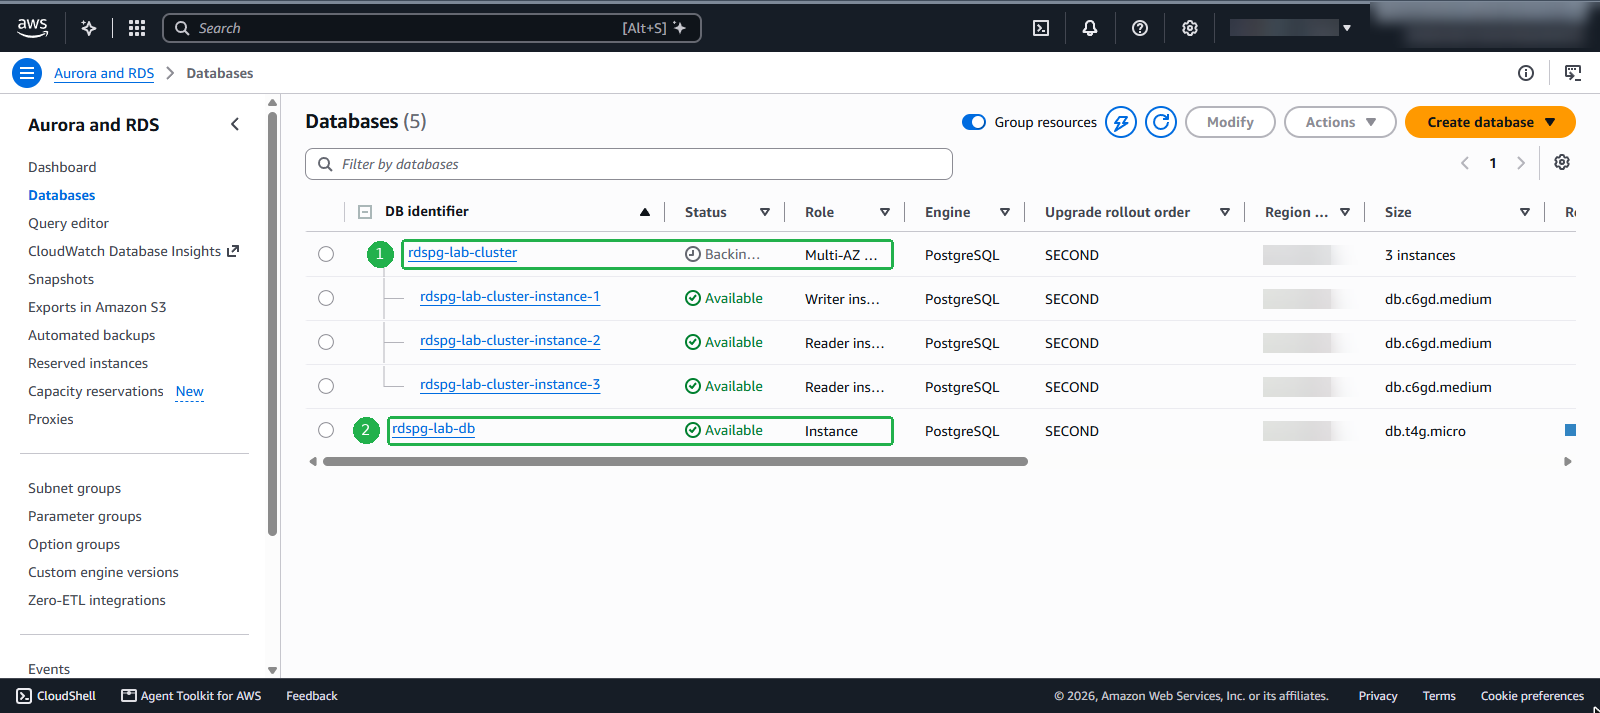 aws
Search [Alt+S]
Aurora and RDS > Databases
Aurora and RDS
Dashboard
Databases
Query editor
CloudWatch Database Insights
Snapshots
Exports in Amazon S3
Automated backups
Reserved instances
Capacity reservations New
Proxies
Subnet groups
Parameter groups
Option groups
Custom engine versions
Zero-ETL integrations
Events
Databases (5)
Group resources Modify Actions Create database
Filter by databases
1
DB identifier Status Role Engine Upgrade rollout order Region ... Size
1 rdspg-lab-cluster Backin... Multi-AZ ... PostgreSQL SECOND 3 instances
rdspg-lab-cluster-instance-1 Available Writer ins... PostgreSQL SECOND db.c6gd.medium
rdspg-lab-cluster-instance-2 Available Reader ins... PostgreSQL SECOND db.c6gd.medium
rdspg-lab-cluster-instance-3 Available Reader ins... PostgreSQL SECOND db.c6gd.medium
2 rdspg-lab-db Available Instance PostgreSQL SECOND db.t4g.micro
CloudShell Agent Toolkit for AWS Feedback © 2026, Amazon Web Services, Inc. or its affiliates. Privacy Terms Cookie preferences